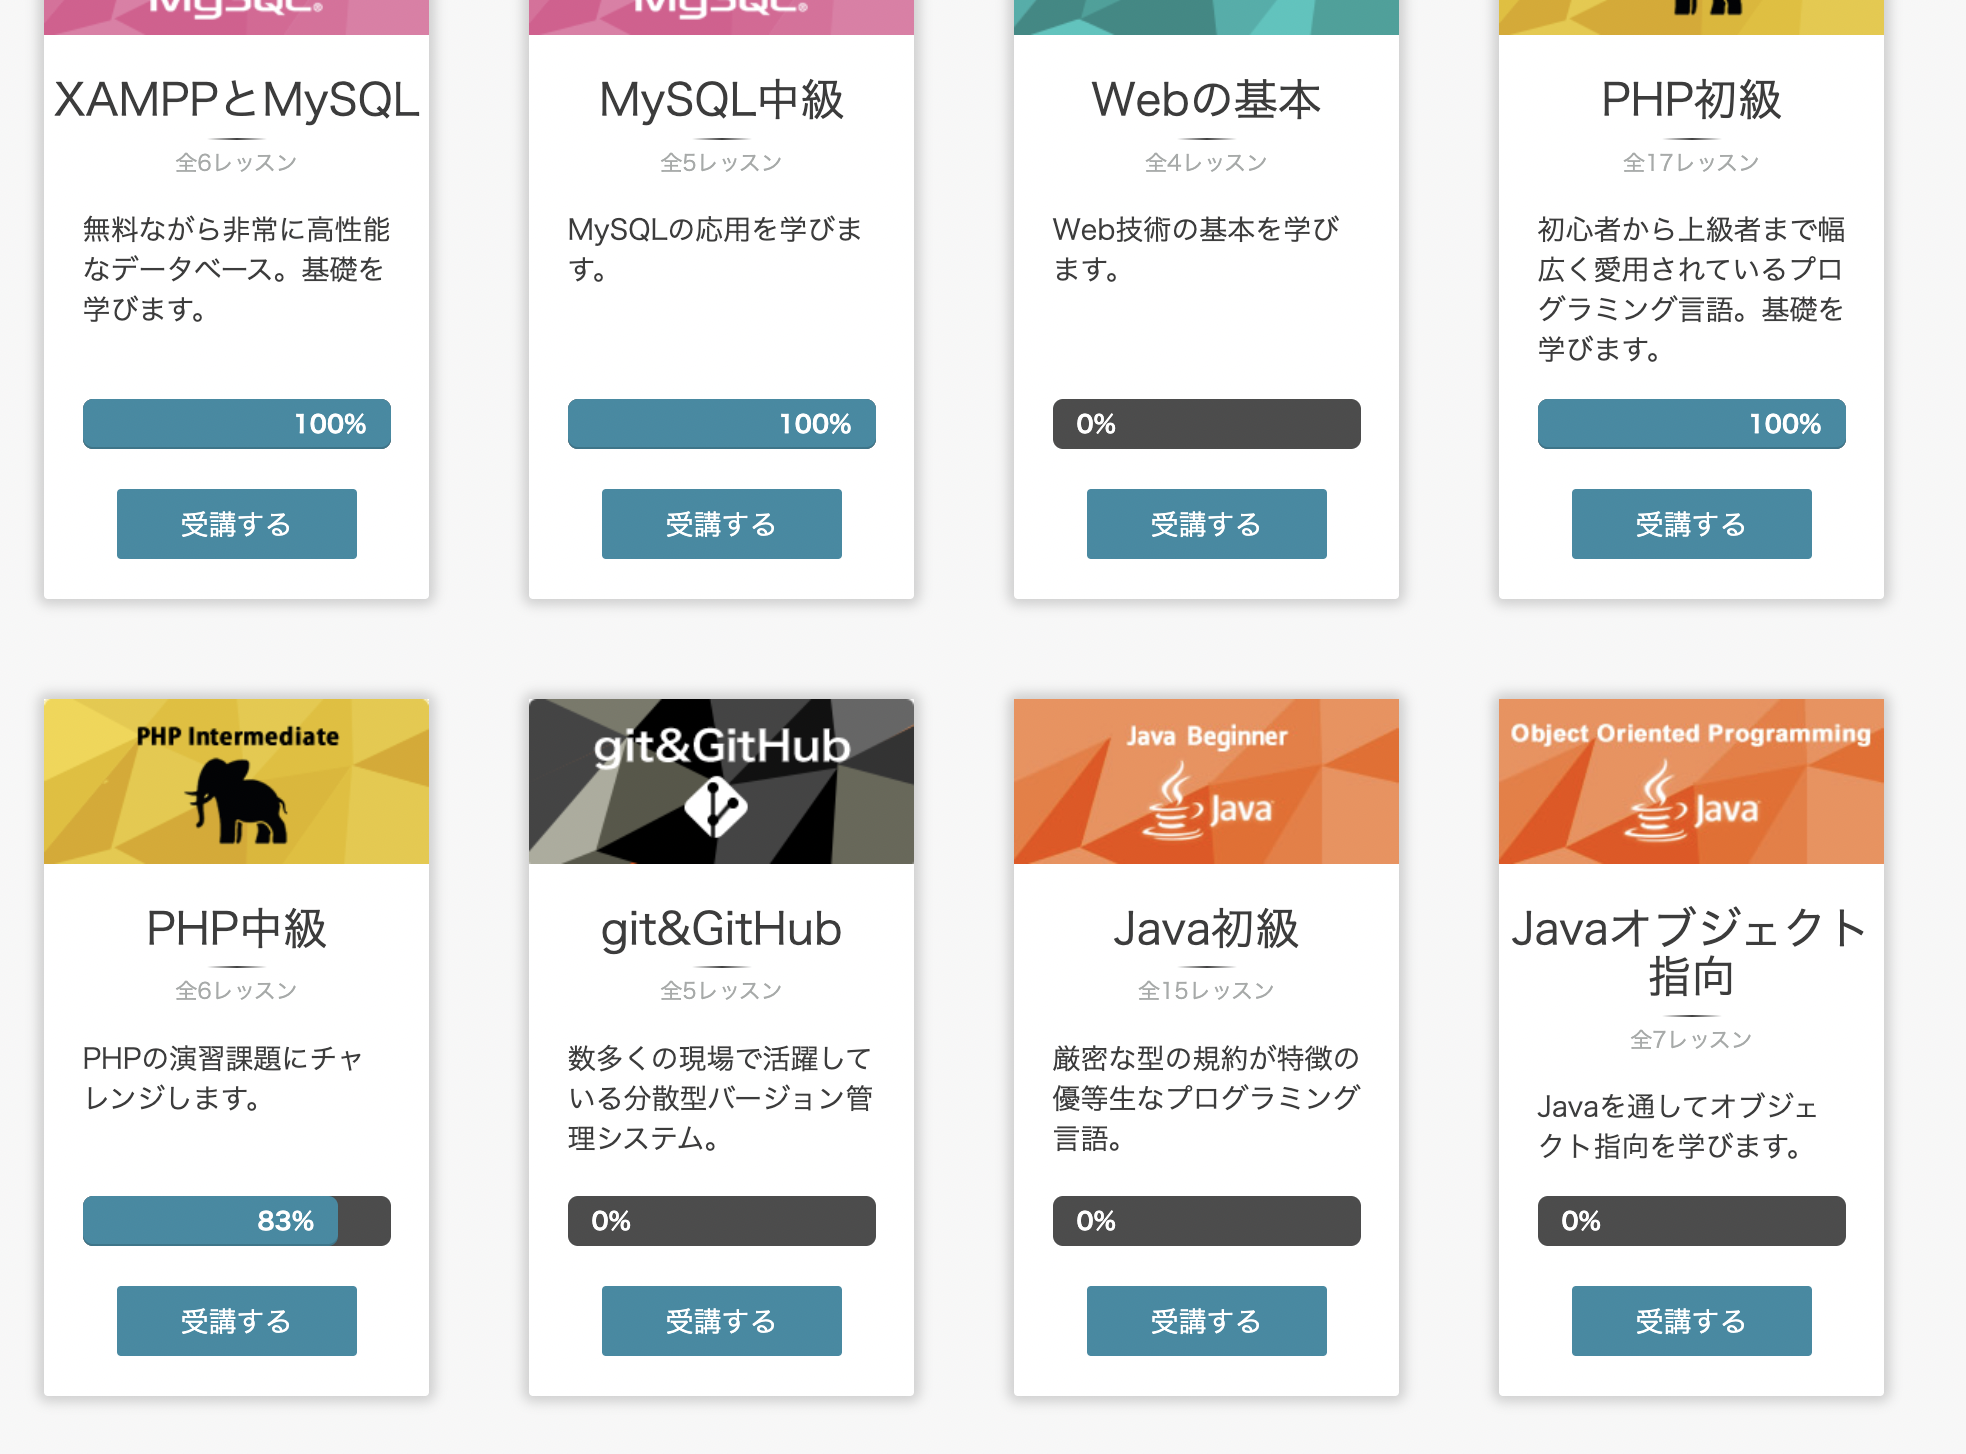 MySQL®
MySQL®
XAMPPとMySQL
全6レッスン
無料ながら非常に高性能
なデータベース。基礎を
学びます。
100%
受講する
MySQL中級
全5レッスン
MySQLの応用を学びま
す。
100%
受講する
Webの基本
全4レッスン
Web技術の基本を学び
ます。
0%
受講する
PHP初級
全17レッスン
初心者から上級者まで幅
広く愛用されているプロ
グラミング言語。基礎を
学びます。
100%
受講する
PHP Intermediate
PHP中級
全6レッスン
PHPの演習課題にチャ
レンジします。
83%
受講する
git&GitHub
git&GitHub
全5レッスン
数多くの現場で活躍して
いる分散型バージョン管
理システム。
0%
受講する
Java Beginner
Java
Java初級
全15レッスン
厳密な型の規約が特徴の
優等生なプログラミング
言語。
0%
受講する
Object Oriented Programming
Java
Javaオブジェクト
指向
全7レッスン
Javaを通してオブジェ
クト指向を学びます。
0%
受講する